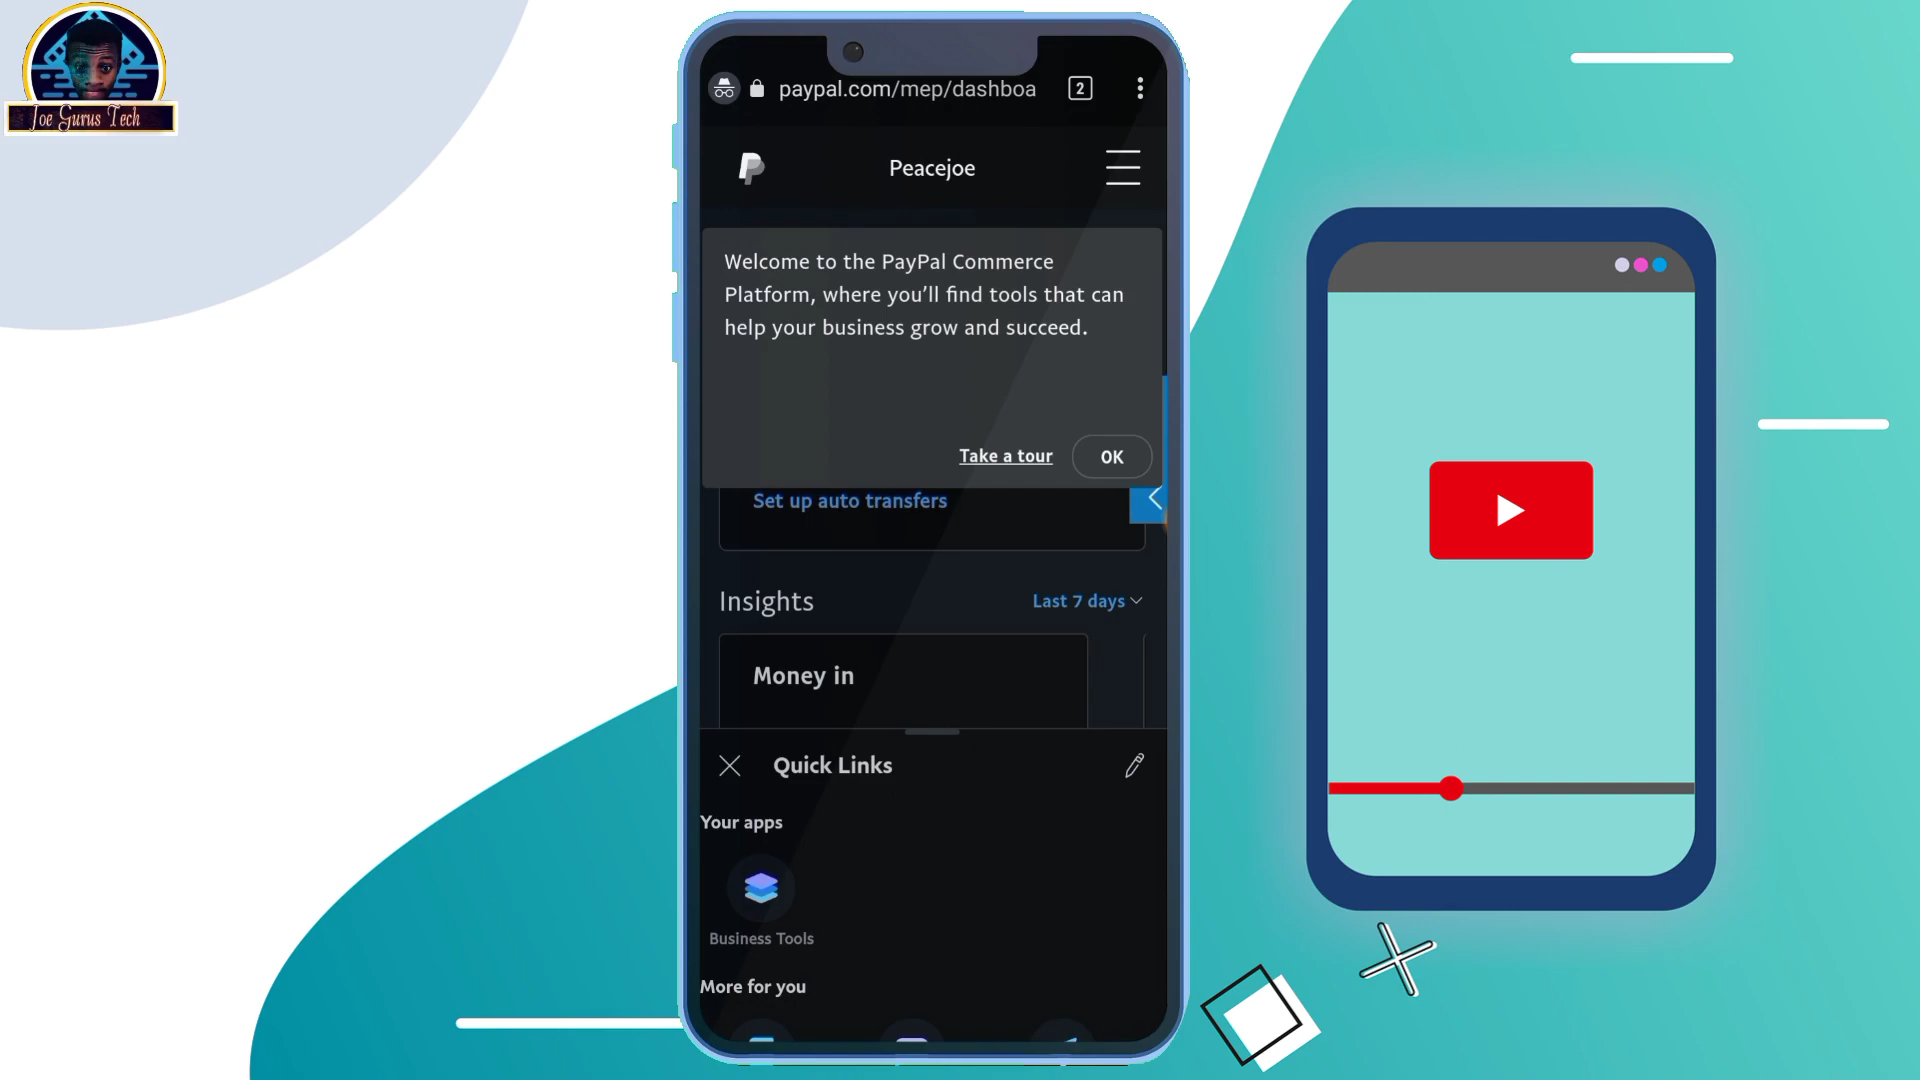 Joe Gurus Tech
paypal.com/mep/dashboa
2
Peacejoe
Welcome to the PayPal Commerce
Platform, where you’ll find tools that can
help your business grow and succeed.
Take a tour
OK
Set up auto transfers
Insights
Last 7 days
Money in
Quick Links
Your apps
Business Tools
More for you